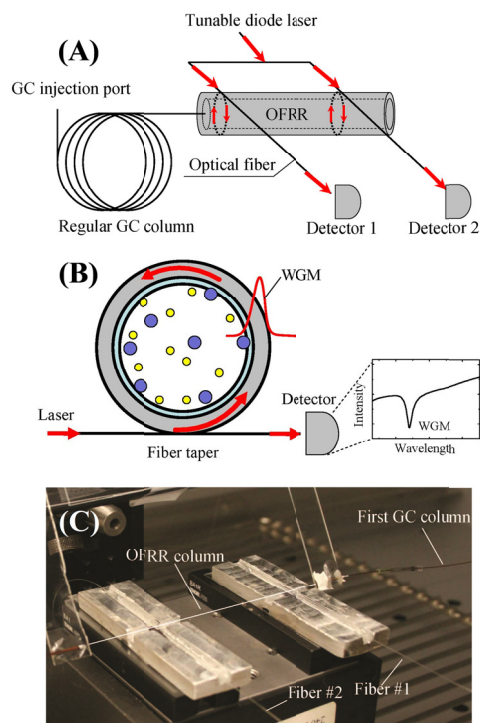 Tunable diode laser
(A)
GC injection port
OFRR
Optical fiber
Regular GC column
Detector 1
Detector 2
(B)
WGM
Laser
Detector
Fiber taper
Intensity
WGM
Wavelength
(C)
First GC column
OFRR column
Fiber #1
Fiber #2